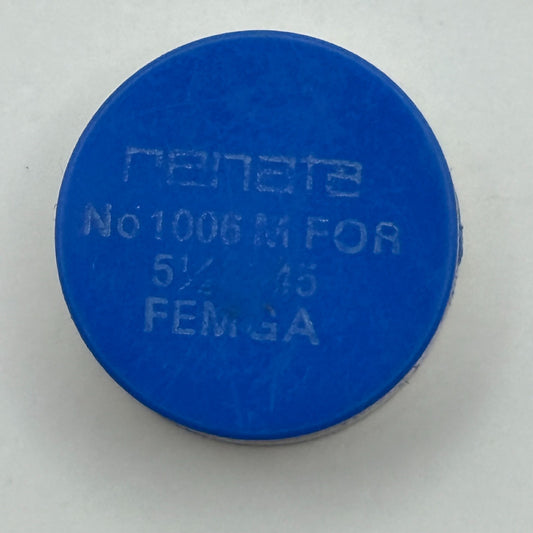 renata
No 1006 M FOR
5½ 45
FEMGA